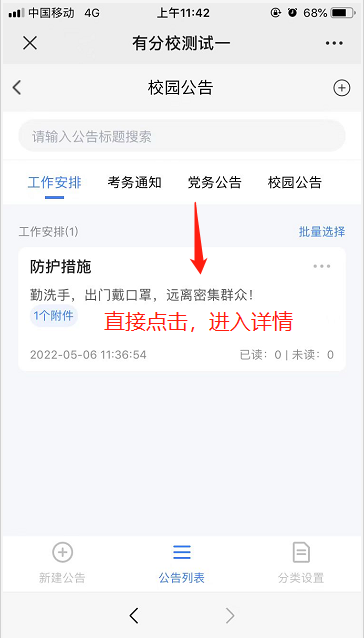 中国移动 4G 上午11:42 68%
有分校测试一
校园公告
请输入公告标题搜索
工作安排 考务通知 党务公告 校园公告
工作安排(1) 批量选择
防护措施
勤洗手，出门戴口罩，远离密集群众！
1个附件
直接点击，进入详情
2022-05-06 11:36:54 已读：0 | 未读：0
新建公告 公告列表 分类设置